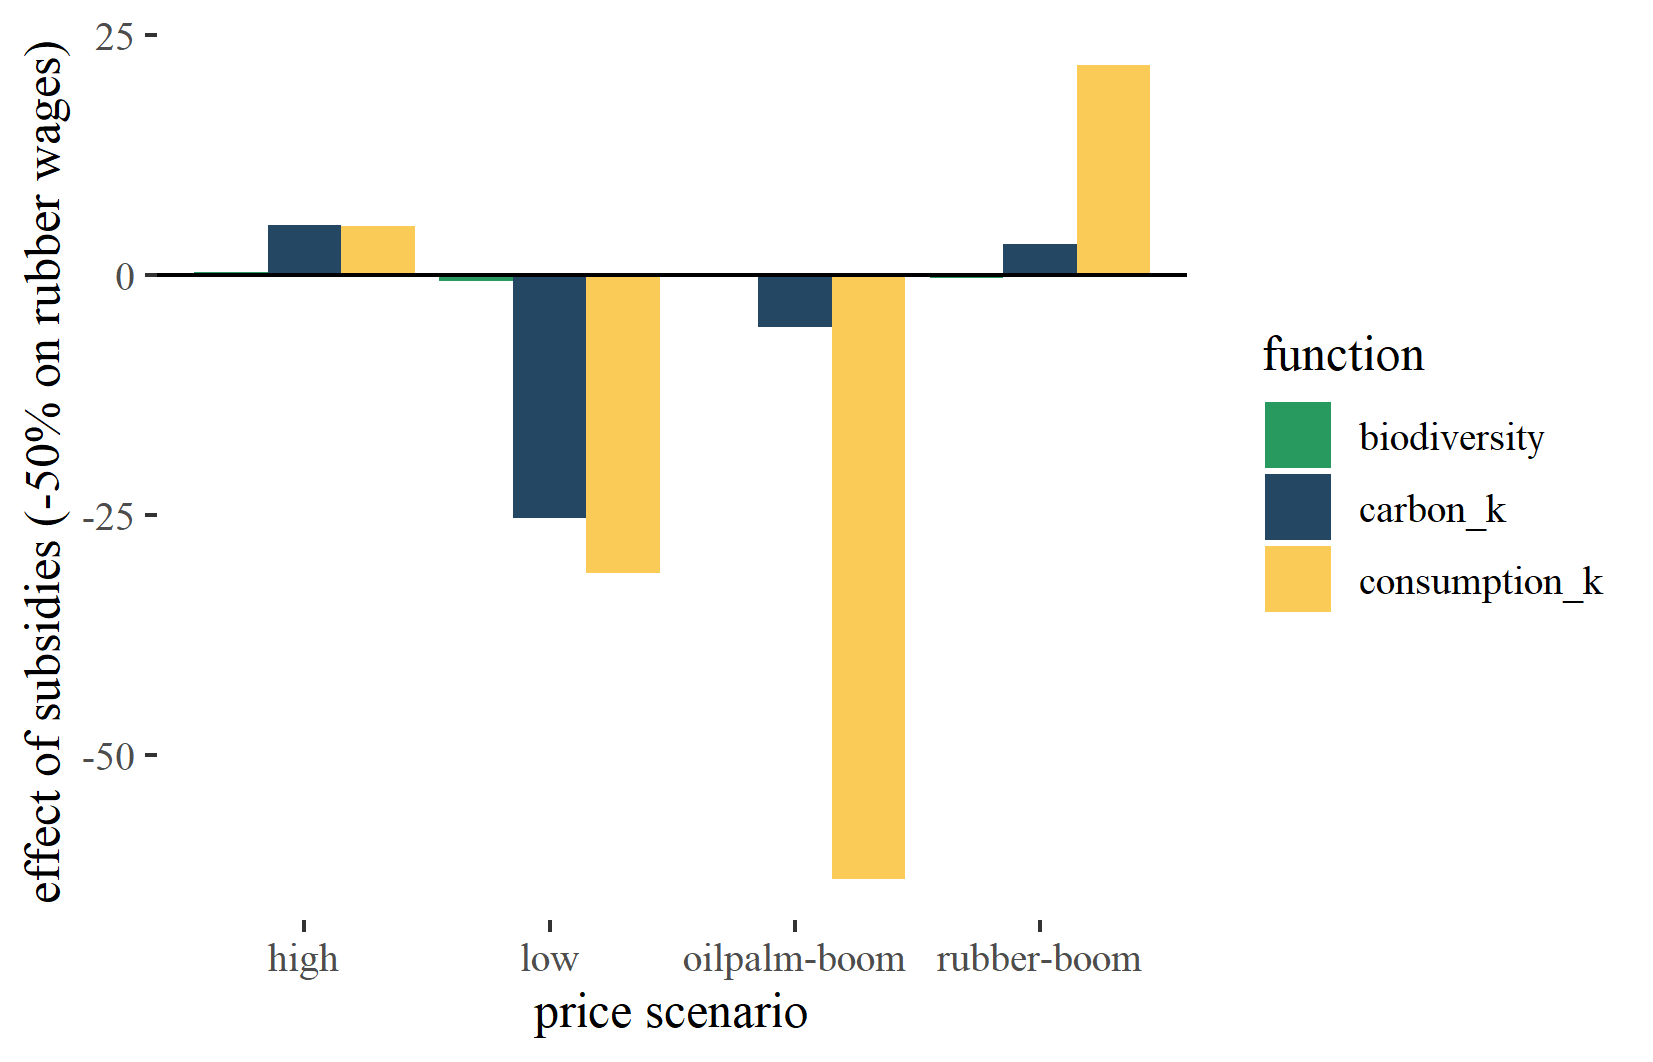 effect of subsidies (-50% on rubber wages)
25
0
-25
-50
high
low
oilpalm-boom
rubber-boom
price scenario
function
biodiversity
carbon_k
consumption_k